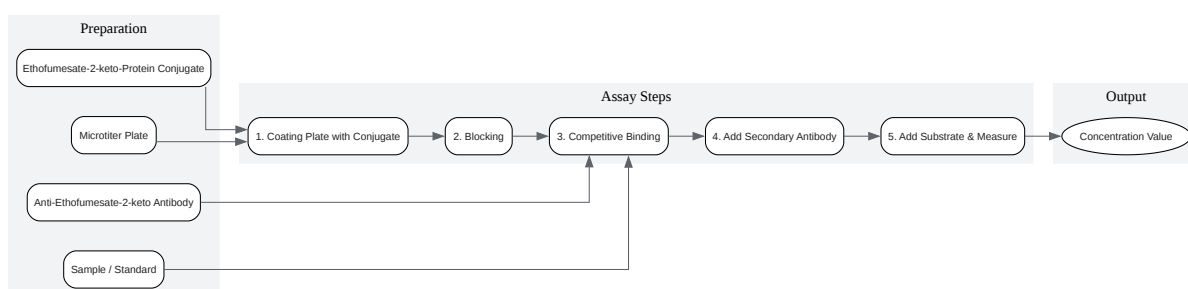 Preparation
Ethofumesate-2-keto-Protein Conjugate
Microtiter Plate
Anti-Ethofumesate-2-keto Antibody
Sample / Standard
Assay Steps
1. Coating Plate with Conjugate
2. Blocking
3. Competitive Binding
4. Add Secondary Antibody
5. Add Substrate & Measure
Output
Concentration Value